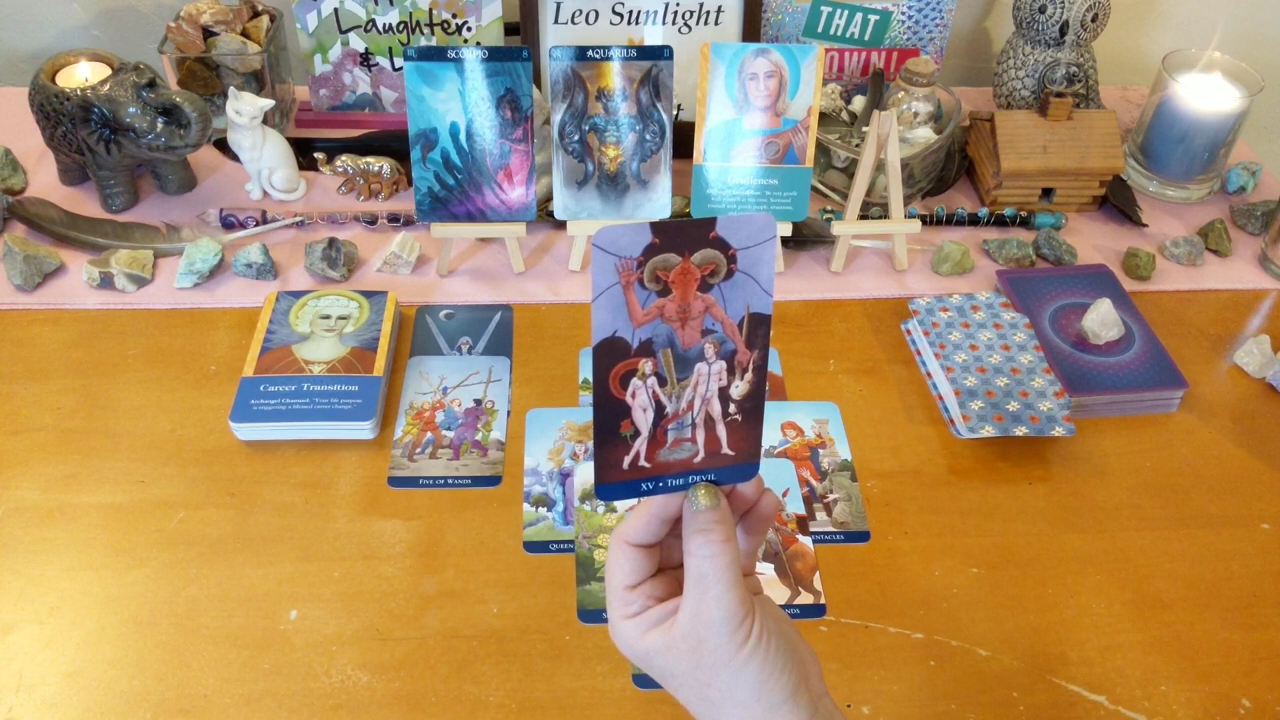 Laughter
& L
Leo Sunlight
THAT
OWN!
SCORPIO 8
AQUARIUS 11
Gentleness
Career Transition
Archangel Chamuel: "Your life purpose
is triggering a blessed career change."
FIVE OF WANDS
XV • THE DEVIL
QUEEN
ENTACLES
S
NDS